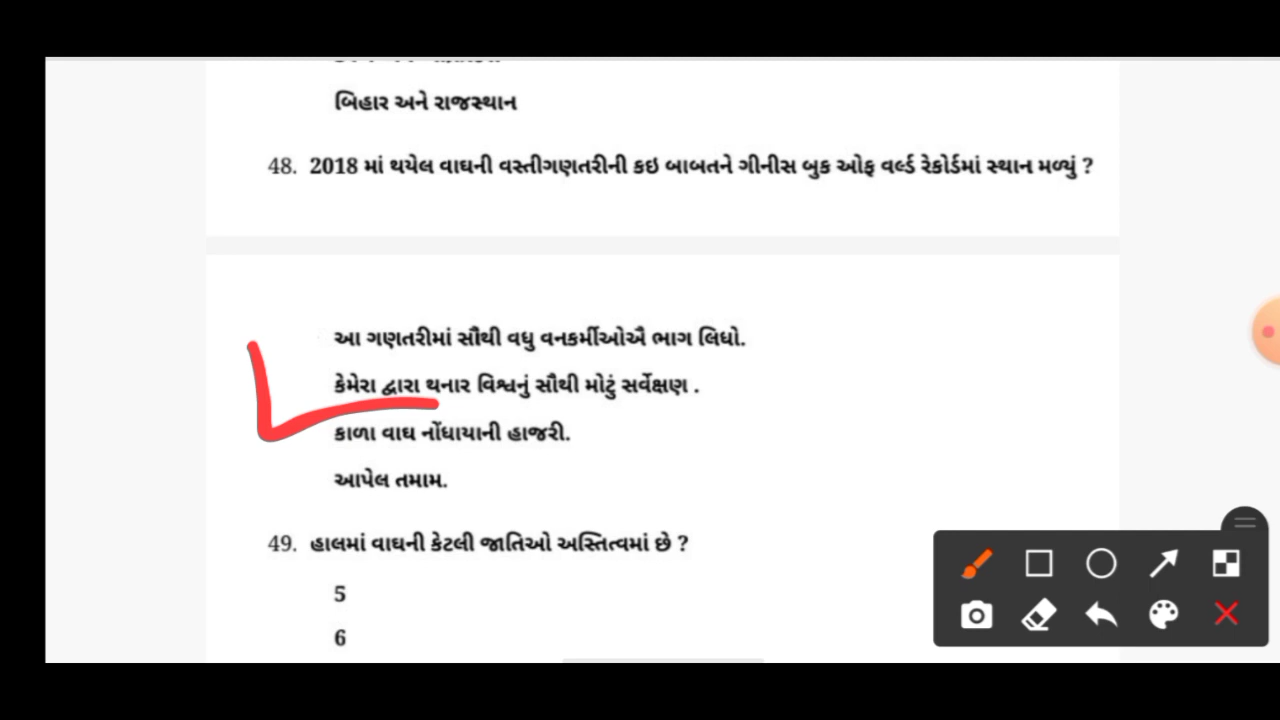 બિહાર અને રાજસ્થાન
48. 2018 માં થયેલ વાઘની વસ્તીગણતરીની કઇ બાબતને ગીનીસ બુક ઓફ વર્લ્ડ રેકોર્ડમાં સ્થાન મળ્યું ?
આ ગણતરીમાં સૌથી વધુ વનકર્મીઓએ ભાગ લિધો.
કેમેરા દ્વારા થનાર વિશ્વનું સૌથી મોટું સર્વેક્ષણ .
કાળા વાઘ નોંધાયાની હાજરી.
આપેલ તમામ.
49. હાલમાં વાઘની કેટલી જાતિઓ અસ્તિત્વમાં છે ?
5
6